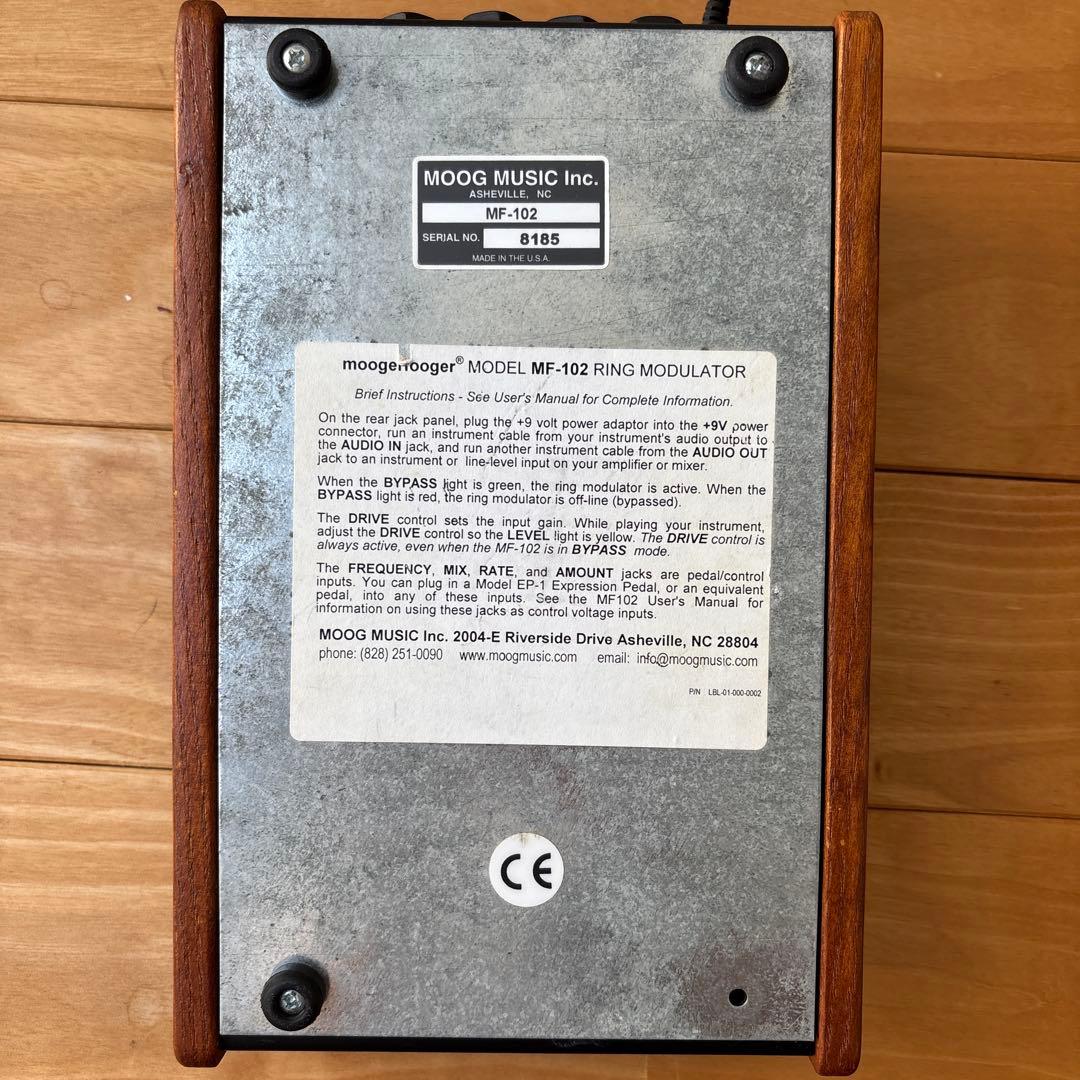 MOOG MUSIC Inc.
ASHEVILLE, NC
MF-102
SERIAL NO. 8185
MADE IN THE U.S.A.
moogerfooger® MODEL MF-102 RING MODULATOR
Brief Instructions - See User's Manual for Complete Information.
On the rear jack panel, plug the +9 volt power adaptor into the +9V power
connector, run an instrument cable from your instrument's audio output to
the AUDIO IN jack, and run another instrument cable from the AUDIO OUT
jack to an instrument or line-level input on your amplifier or mixer.
When the BYPASS light is green, the ring modulator is active. When the
BYPASS light is red, the ring modulator is off-line (bypassed).
The DRIVE control sets the input gain. While playing your instrument,
adjust the DRIVE control so the LEVEL light is yellow. The DRIVE control is
always active, even when the MF-102 is in BYPASS mode.
The FREQUENCY, MIX, RATE, and AMOUNT jacks are pedal/control
inputs. You can plug in a Model EP-1 Expression Pedal, or an equivalent
pedal, into any of these inputs. See the MF102 User's Manual for
information on using these jacks as control voltage inputs.
MOOG MUSIC Inc. 2004-E Riverside Drive Asheville, NC 28804
phone: (828) 251-0090 www.moogmusic.com email: info@moogmusic.com
P/N LBL-01-000-0002
CE